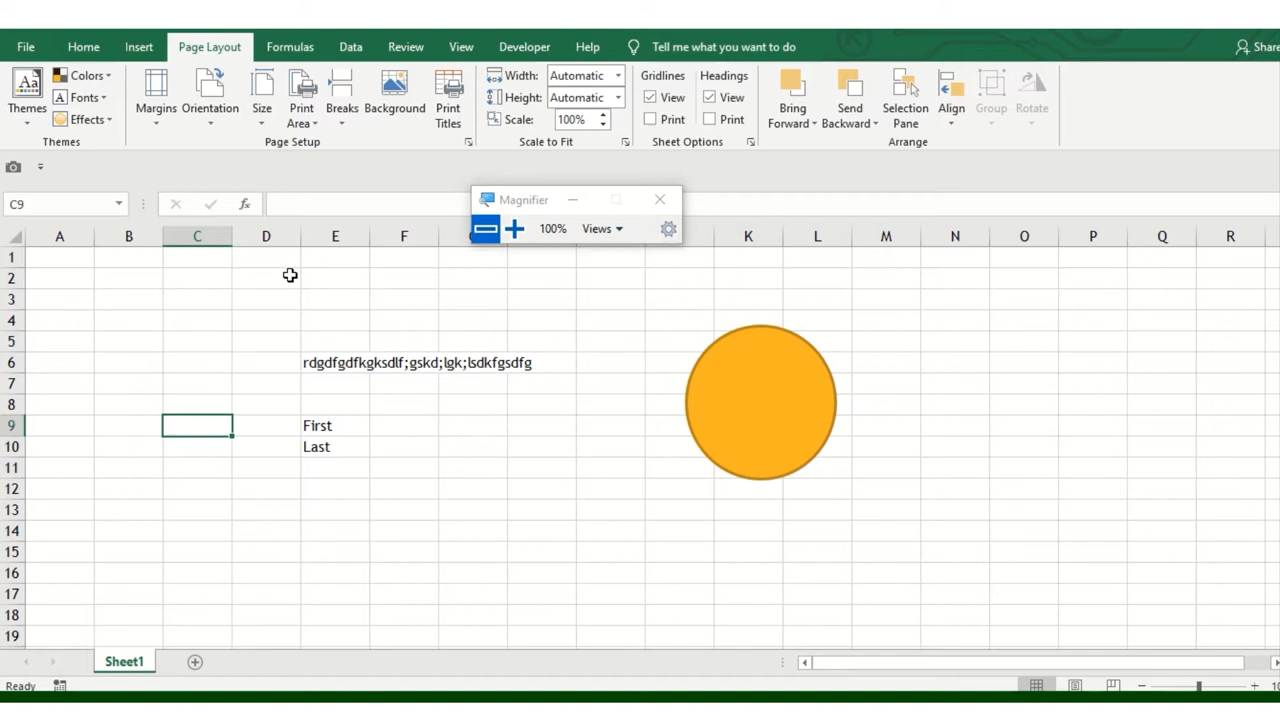 File Home Insert Page Layout Formulas Data Review View Developer Help Tell me what you want to do Share
Themes Colors Fonts Effects Margins Orientation Size Print Area Breaks Background Print Titles Width: Automatic Height: Automatic Scale: 100% Gridlines View Print Headings View Print Bring Forward Send Backward Selection Pane Align Group Rotate
Themes Page Setup Scale to Fit Sheet Options Arrange
Magnifier
C9 fx
100% Views
A B C D E F K L M N O P Q R
1
2
3
4
5
6 rdgdfgdfkgksdlf;gskd;lgk;lsdkfgsdfg
7
8
9 First
10 Last
11
12
13
14
15
16
17
18
19
Sheet1
Ready